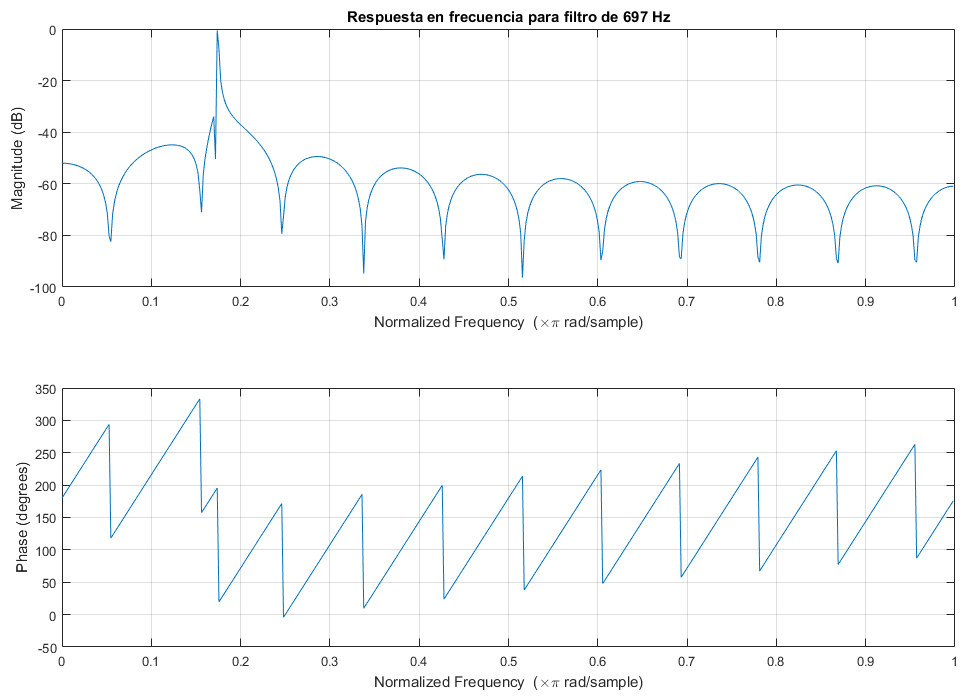 Respuesta en frecuencia para filtro de 697 Hz
0
-20
-40
-60
-80
-100
Magnitude (dB)
0 0.1 0.2 0.3 0.4 0.5 0.6 0.7 0.8 0.9 1
Normalized Frequency (×π rad/sample)
350
300
250
200
150
100
50
0
-50
Phase (degrees)
0 0.1 0.2 0.3 0.4 0.5 0.6 0.7 0.8 0.9 1
Normalized Frequency (×π rad/sample)